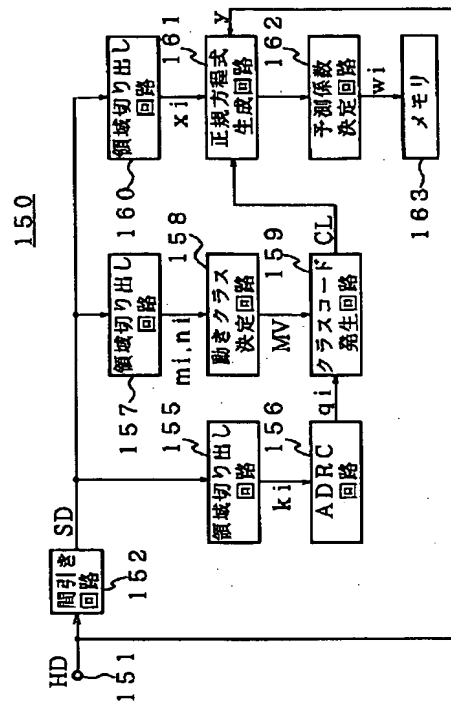 150
HD
151
間引き
回路
152
SD
領域切り出し
回路
155
ki
ADRC
回路
156
qi
領域切り出し
回路
157
mi,ni
動きクラス
決定回路
158
MV
クラスコード
発生回路
159
CL
領域切り出し
回路
160
xi
正規方程式
生成回路
161
y
予測係数
決定回路
162
wi
メモリ
163